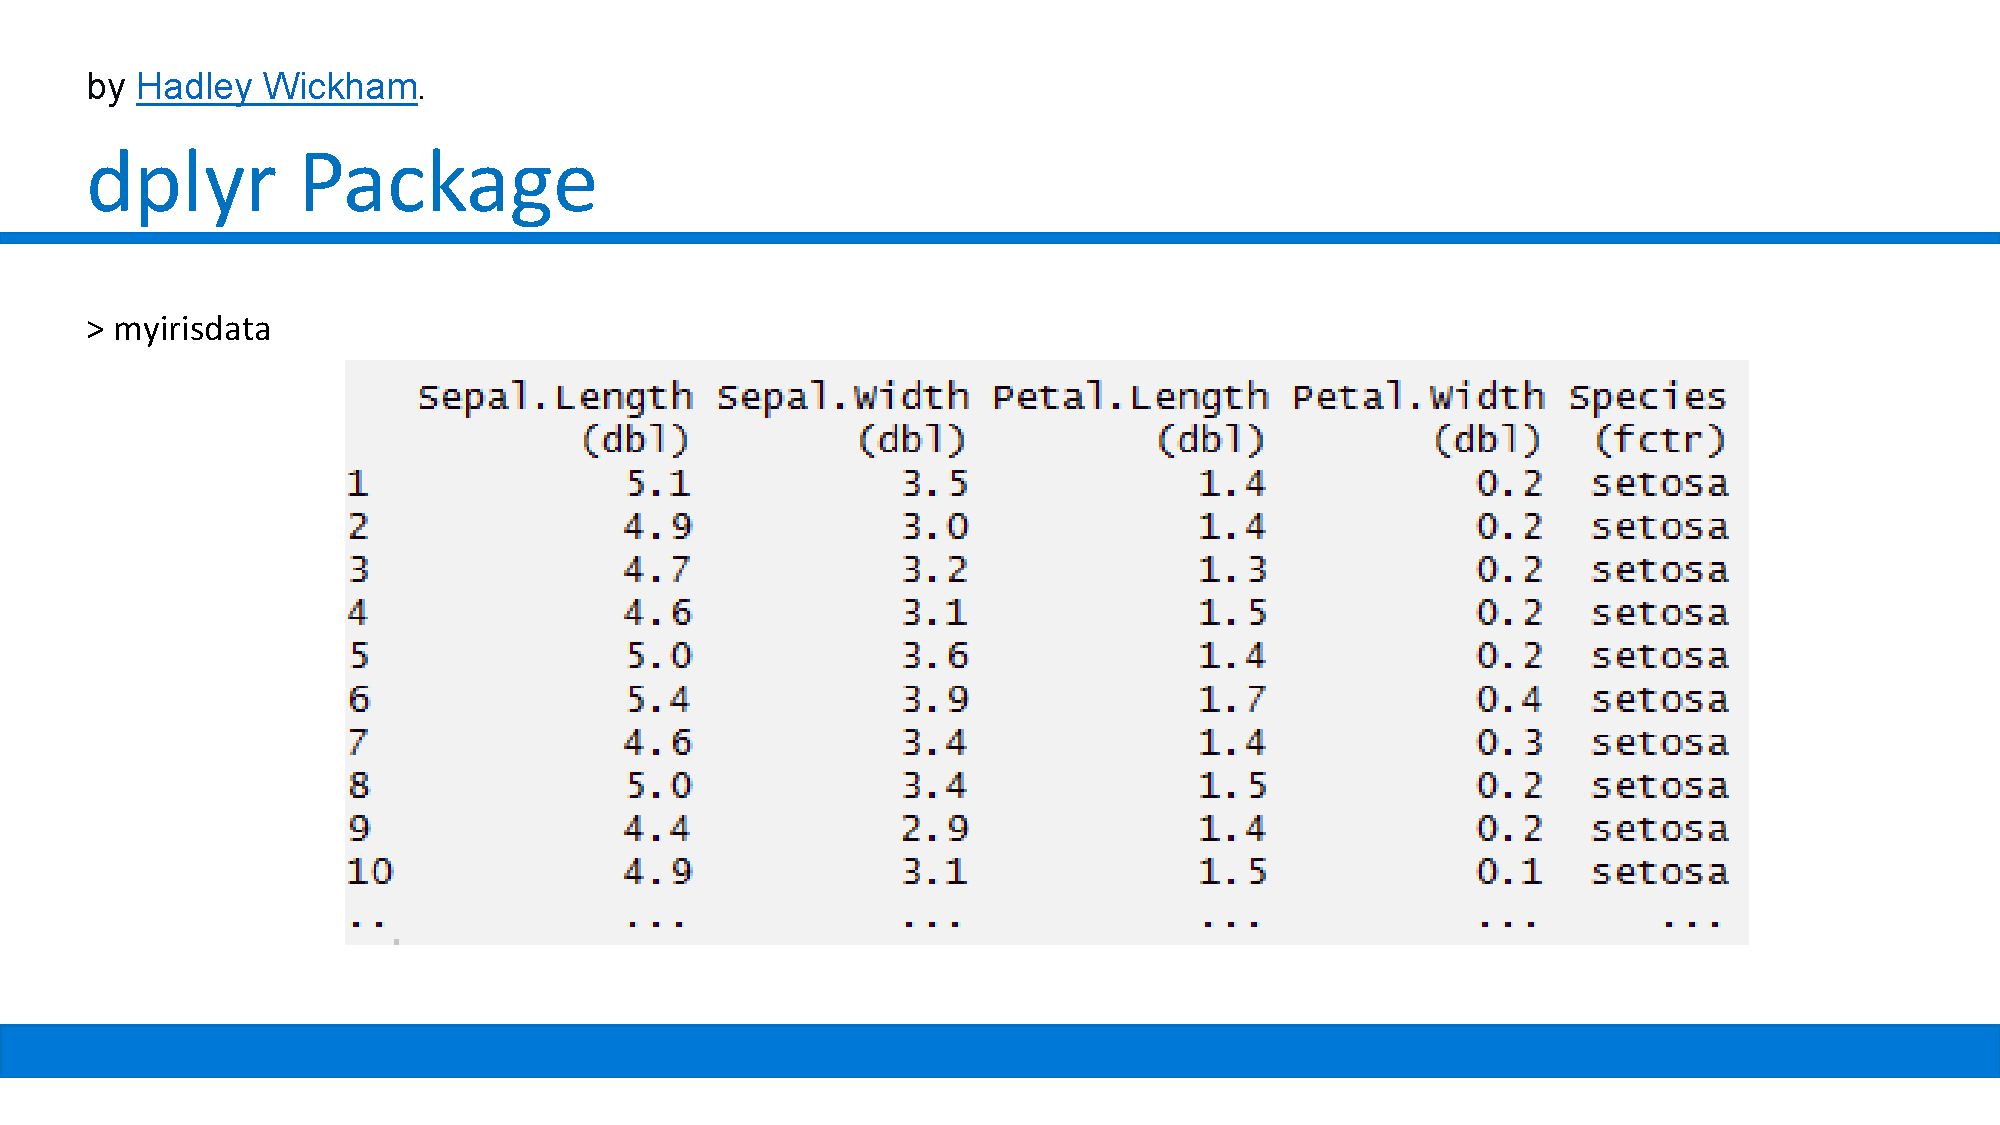 by Hadley Wickham.
dplyr Package
> myirisdata
Sepal.Length Sepal.Width Petal.Length Petal.Width Species
(dbl) (dbl) (dbl) (dbl) (fctr)
1 5.1 3.5 1.4 0.2 setosa
2 4.9 3.0 1.4 0.2 setosa
3 4.7 3.2 1.3 0.2 setosa
4 4.6 3.1 1.5 0.2 setosa
5 5.0 3.6 1.4 0.2 setosa
6 5.4 3.9 1.7 0.4 setosa
7 4.6 3.4 1.4 0.3 setosa
8 5.0 3.4 1.5 0.2 setosa
9 4.4 2.9 1.4 0.2 setosa
10 4.9 3.1 1.5 0.1 setosa
.. ... ... ... ... ...